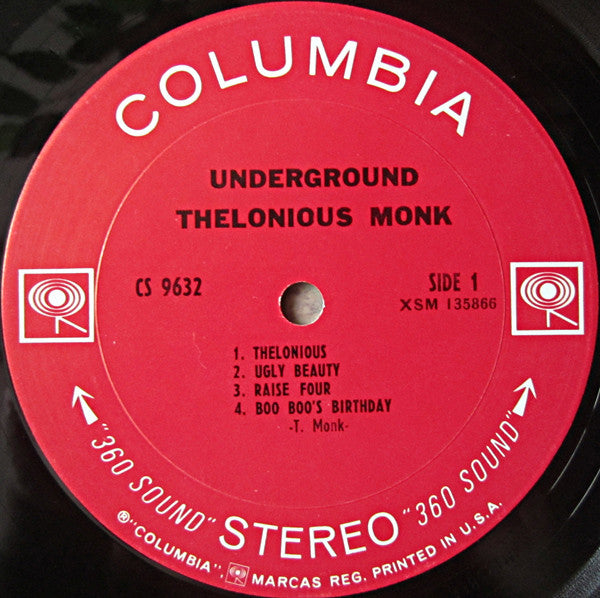 COLUMBIA
UNDERGROUND
THELONIOUS MONK
CS 9632
SIDE 1
XSM 135866
1. THELONIOUS
2. UGLY BEAUTY
3. RAISE FOUR
4. BOO BOO'S BIRTHDAY
-T. Monk-
"360 SOUND" STEREO "360 SOUND"
®"COLUMBIA", MARCAS REG. PRINTED IN U.S.A.